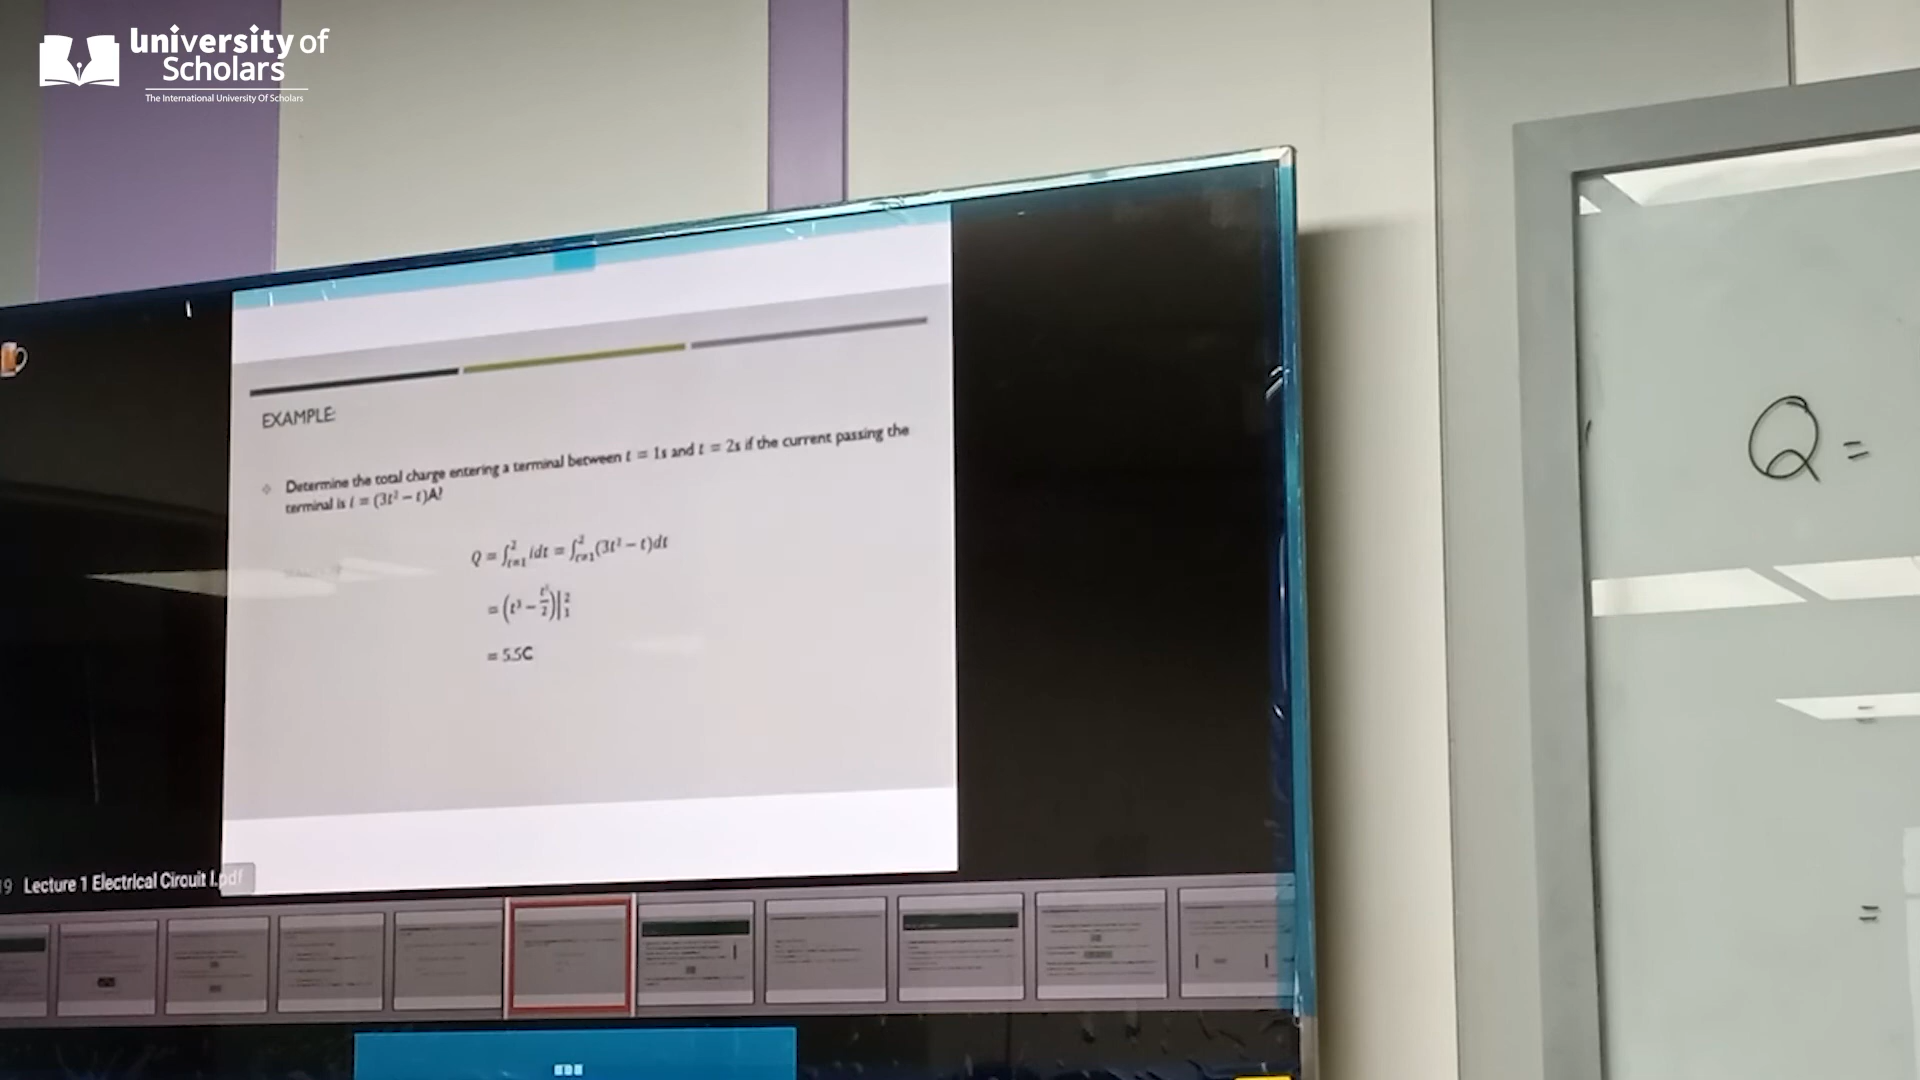 University of
Scholars
The International University Of Scholars
EXAMPLE:
Determine the total charge entering a terminal between t = 1s and t = 2s if the current passing the
terminal is i = (3t² − t)A!
Q = ∫²ₜ₌₁ idt = ∫²ₜ₌₁(3t² − t)dt
= (t³ − t²/2)|²₁
= 5.5C
Lecture 1 Electrical Circuit I.pdf
Q =
=
=